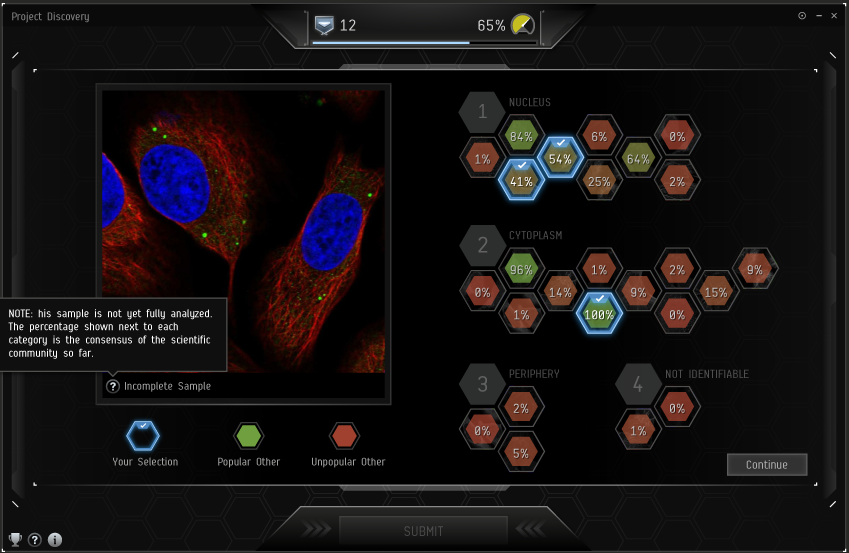 Project Discovery
12
65%
1
NUCLEUS
84%
6%
0%
1%
54%
64%
41%
25%
2%
2
CYTOPLASM
96%
1%
2%
9%
0%
14%
9%
15%
1%
100%
0%
NOTE: his sample is not yet fully analyzed.
The percentage shown next to each
category is the consensus of the scientific
community so far.
? Incomplete Sample
3
PERIPHERY
2%
0%
5%
4
NOT IDENTIFIABLE
0%
1%
Your Selection
Popular Other
Unpopular Other
Continue
SUBMIT